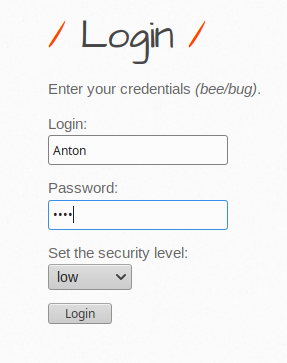 / Login /
Enter your credentials (bee/bug).
Login:
Anton
Password:
••••
Set the security level:
low
Login